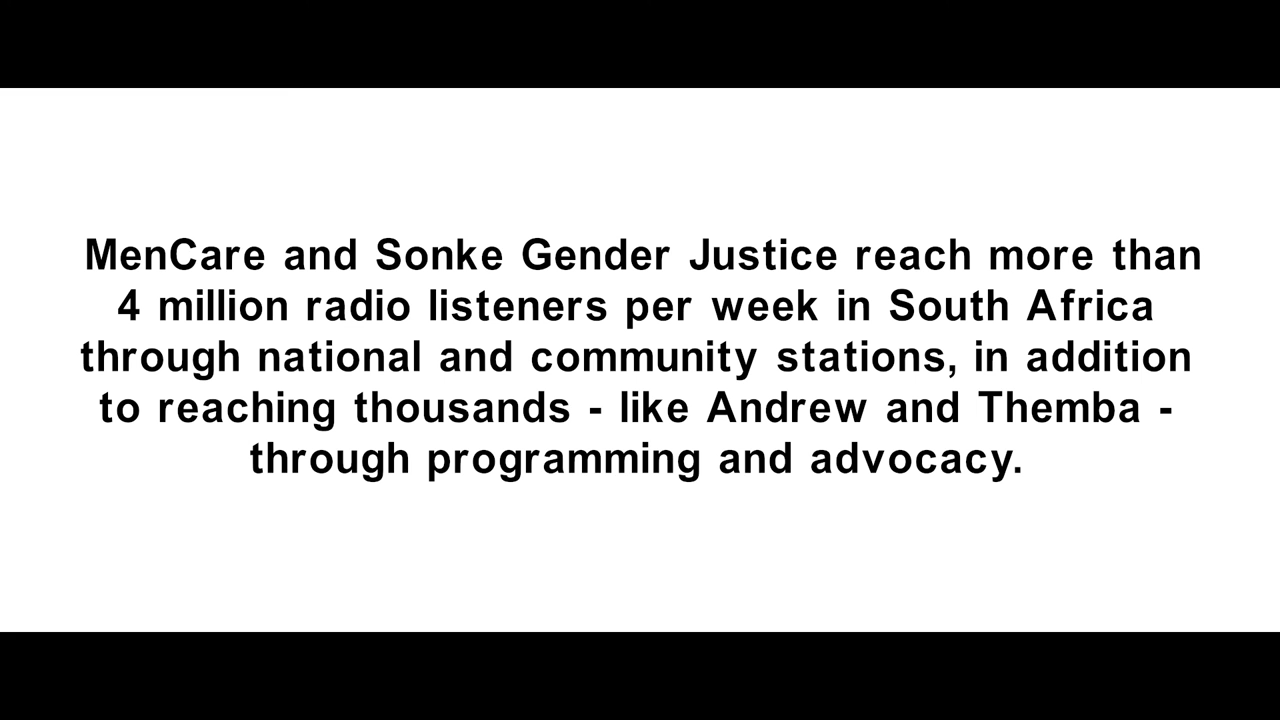 MenCare and Sonke Gender Justice reach more than
4 million radio listeners per week in South Africa
through national and community stations, in addition
to reaching thousands - like Andrew and Themba -
through programming and advocacy.